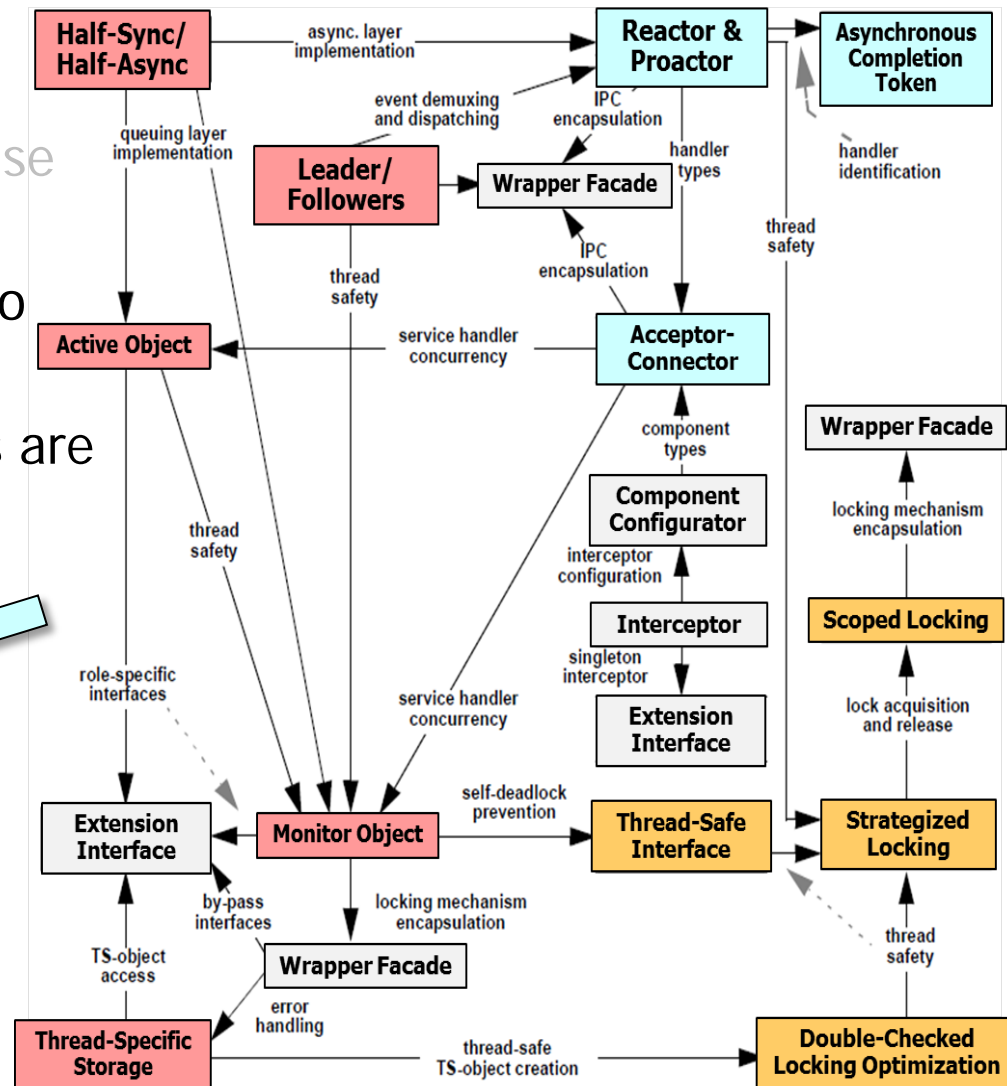 Half-Sync/
Half-Async
async. layer
implementation
Reactor &
Proactor
Asynchronous
Completion
Token
event demuxing
and dispatching
IPC
encapsulation
queuing layer
implementation
se
Leader/
Followers
Wrapper Facade
handler
types
handler
identification
thread
safety
IPC
encapsulation
thread
safety
o
Active Object
service handler
concurrency
Acceptor-
Connector
s are
component
types
Wrapper Facade
Component
Configurator
locking mechanism
encapsulation
thread
safety
interceptor
configuration
Interceptor
Scoped Locking
singleton
interceptor
role-specific
interfaces
service handler
concurrency
Extension
Interface
lock acquisition
and release
self-deadlock
prevention
Extension
Interface
Monitor Object
Thread-Safe
Interface
Strategized
Locking
by-pass
interfaces
locking mechanism
encapsulation
thread
safety
TS-object
access
Wrapper Facade
error
handling
Thread-Specific
Storage
thread-safe
TS-object creation
Double-Checked
Locking Optimization